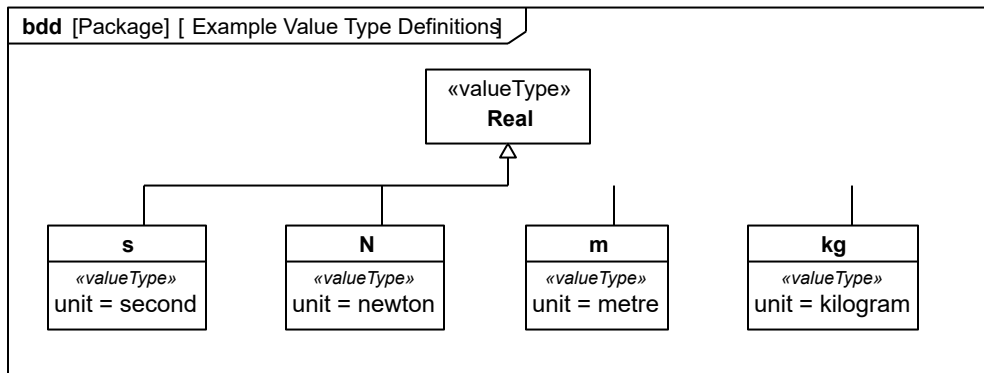 bdd [Package] [ Example Value Type Definitions]
«valueType»
Real
s
«valueType»
unit = second
N
«valueType»
unit = newton
m
«valueType»
unit = metre
kg
«valueType»
unit = kilogram